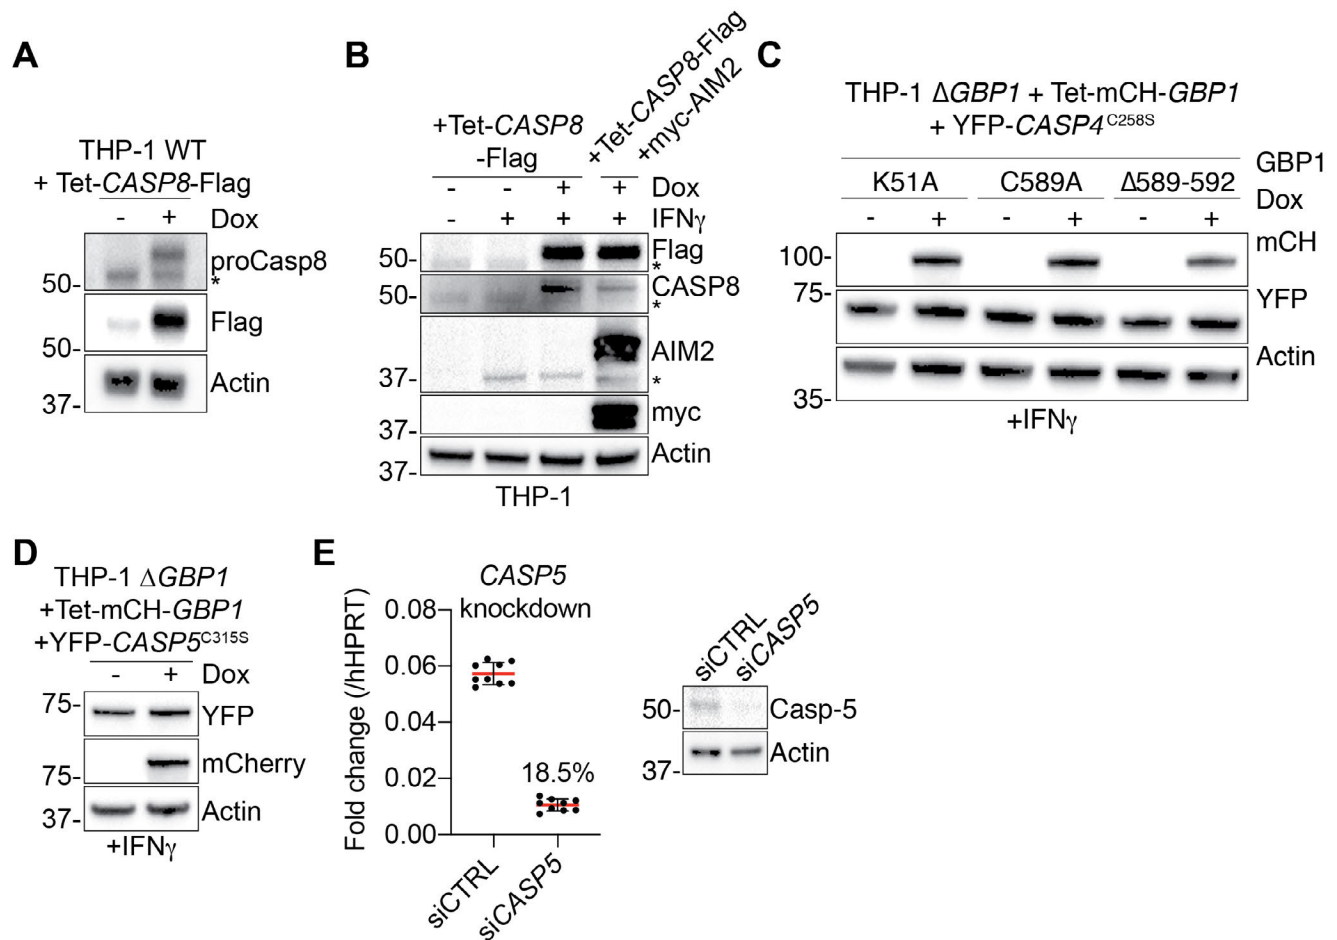 A
THP-1 WT
+ Tet-CASP8-Flag
- + Dox
proCasp8
*
50-
Flag
50-
Actin
37-
B
+Tet-CASP8
-Flag
+Tet-CASP8-Flag
+myc-AIM2
- - + + Dox
- + + + IFNγ
Flag
50-
*
CASP8
50-
*
AIM2
37-
*
myc
37-
Actin
37-
THP-1
C
THP-1 ΔGBP1 + Tet-mCH-GBP1
+ YFP-CASP4C258S
GBP1
K51A C589A Δ589-592
Dox
- + - + - +
mCH
100-
75-
YFP
Actin
35-
+IFNγ
D
THP-1 ΔGBP1
+Tet-mCH-GBP1
+YFP-CASP5C315S
- + Dox
75-
YFP
mCherry
75-
Actin
37-
+IFNγ
E
CASP5
knockdown
Fold change (/hHPRT)
0.08
0.06
0.04
0.02
0.00
18.5%
siCTRL
siCASP5
siCTRL
siCASP5
50-
Casp-5
Actin
37-